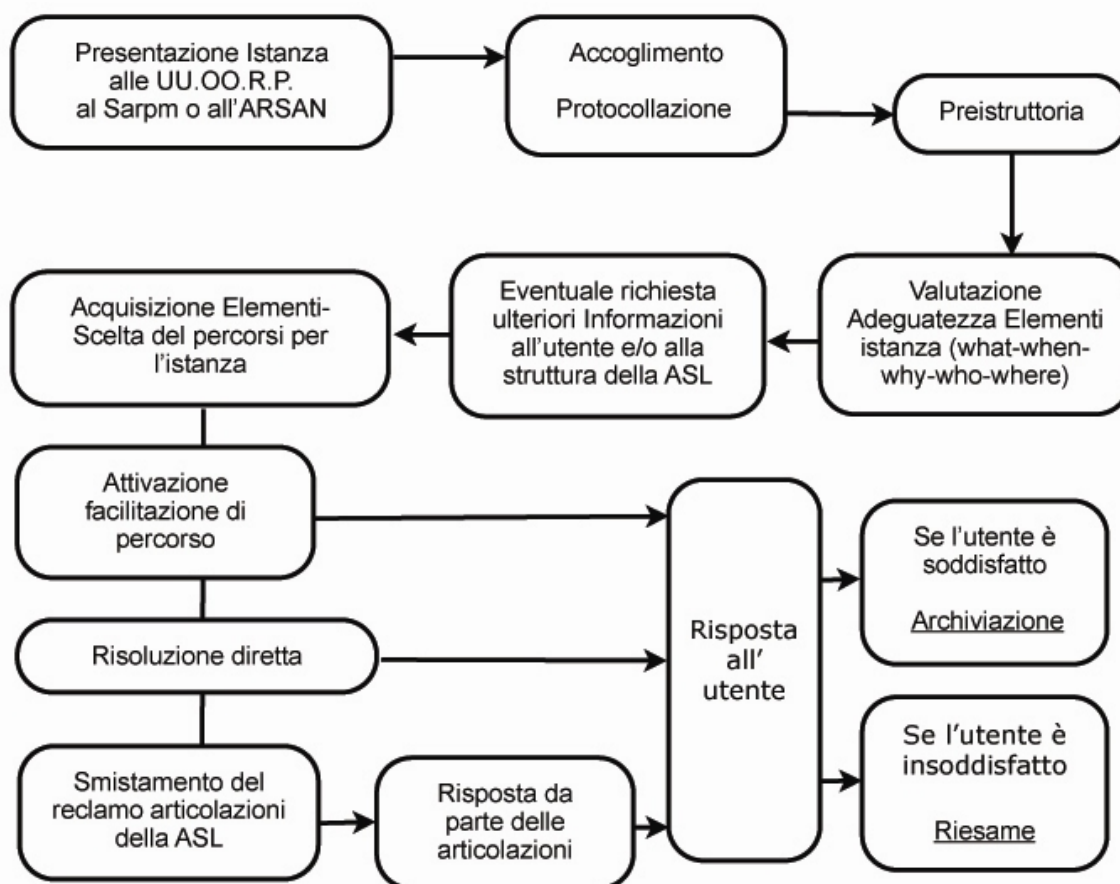 Presentazione Istanza
alle UU.OO.R.P.
al Sarpm o all'ARSAN
Accoglimento
Protocollazione
Preistruttoria
Valutazione
Adeguatezza Elementi
istanza (what-when-
why-who-where)
Eventuale richiesta
ulteriori Informazioni
all'utente e/o alla
struttura della ASL
Acquisizione Elementi-
Scelta del percorsi per
l'istanza
Attivazione
facilitazione di
percorso
Risoluzione diretta
Smistamento del
reclamo articolazioni
della ASL
Risposta da
parte delle
articolazioni
Risposta
all'
utente
Se l'utente è
soddisfatto
Archiviazione
Se l'utente è
insoddisfatto
Riesame